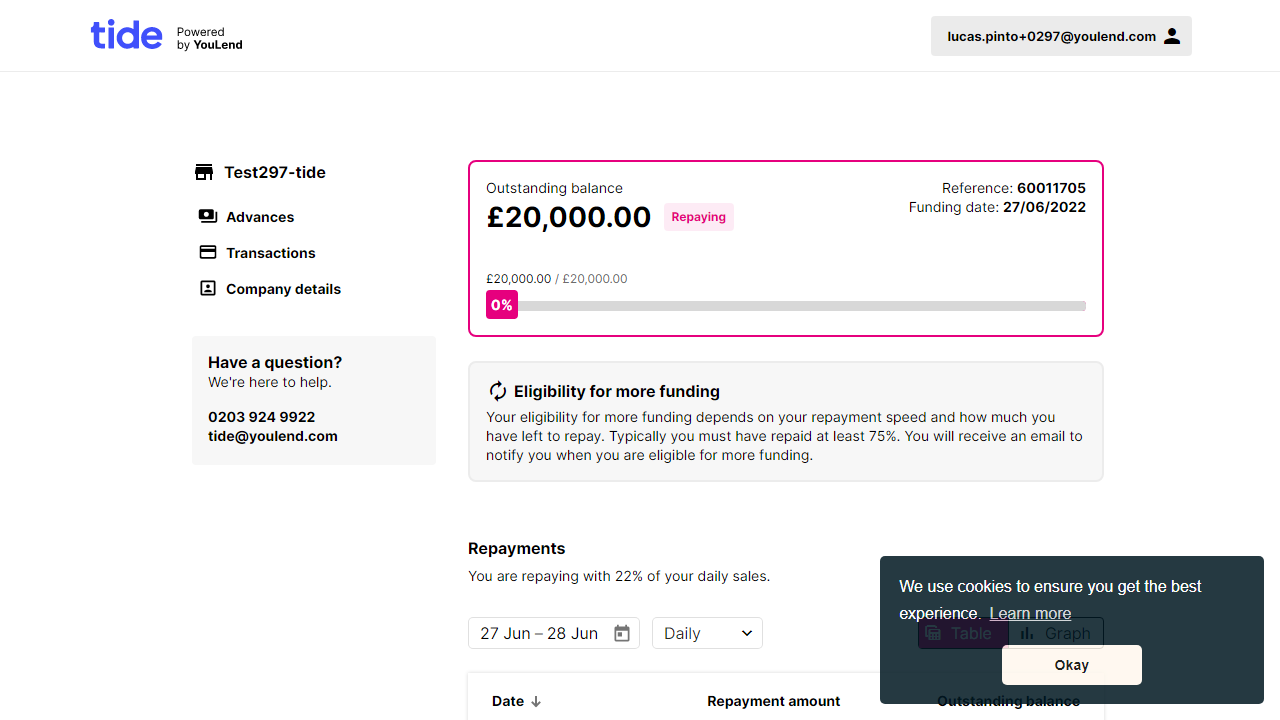 tide
Powered
by YouLend
lucas.pinto+0297@youlend.com
Test297-tide
Advances
Transactions
Company details
Have a question?
We're here to help.
0203 924 9922
tide@youlend.com
Outstanding balance
£20,000.00 Repaying
Reference: 60011705
Funding date: 27/06/2022
£20,000.00 / £20,000.00
0%
Eligibility for more funding
Your eligibility for more funding depends on your repayment speed and how much you
have left to repay. Typically you must have repaid at least 75%. You will receive an email to
notify you when you are eligible for more funding.
Repayments
You are repaying with 22% of your daily sales.
27 Jun – 28 Jun
Daily
Table
Graph
Date
Repayment amount
Outstanding balance
We use cookies to ensure you get the best
experience. Learn more
Okay